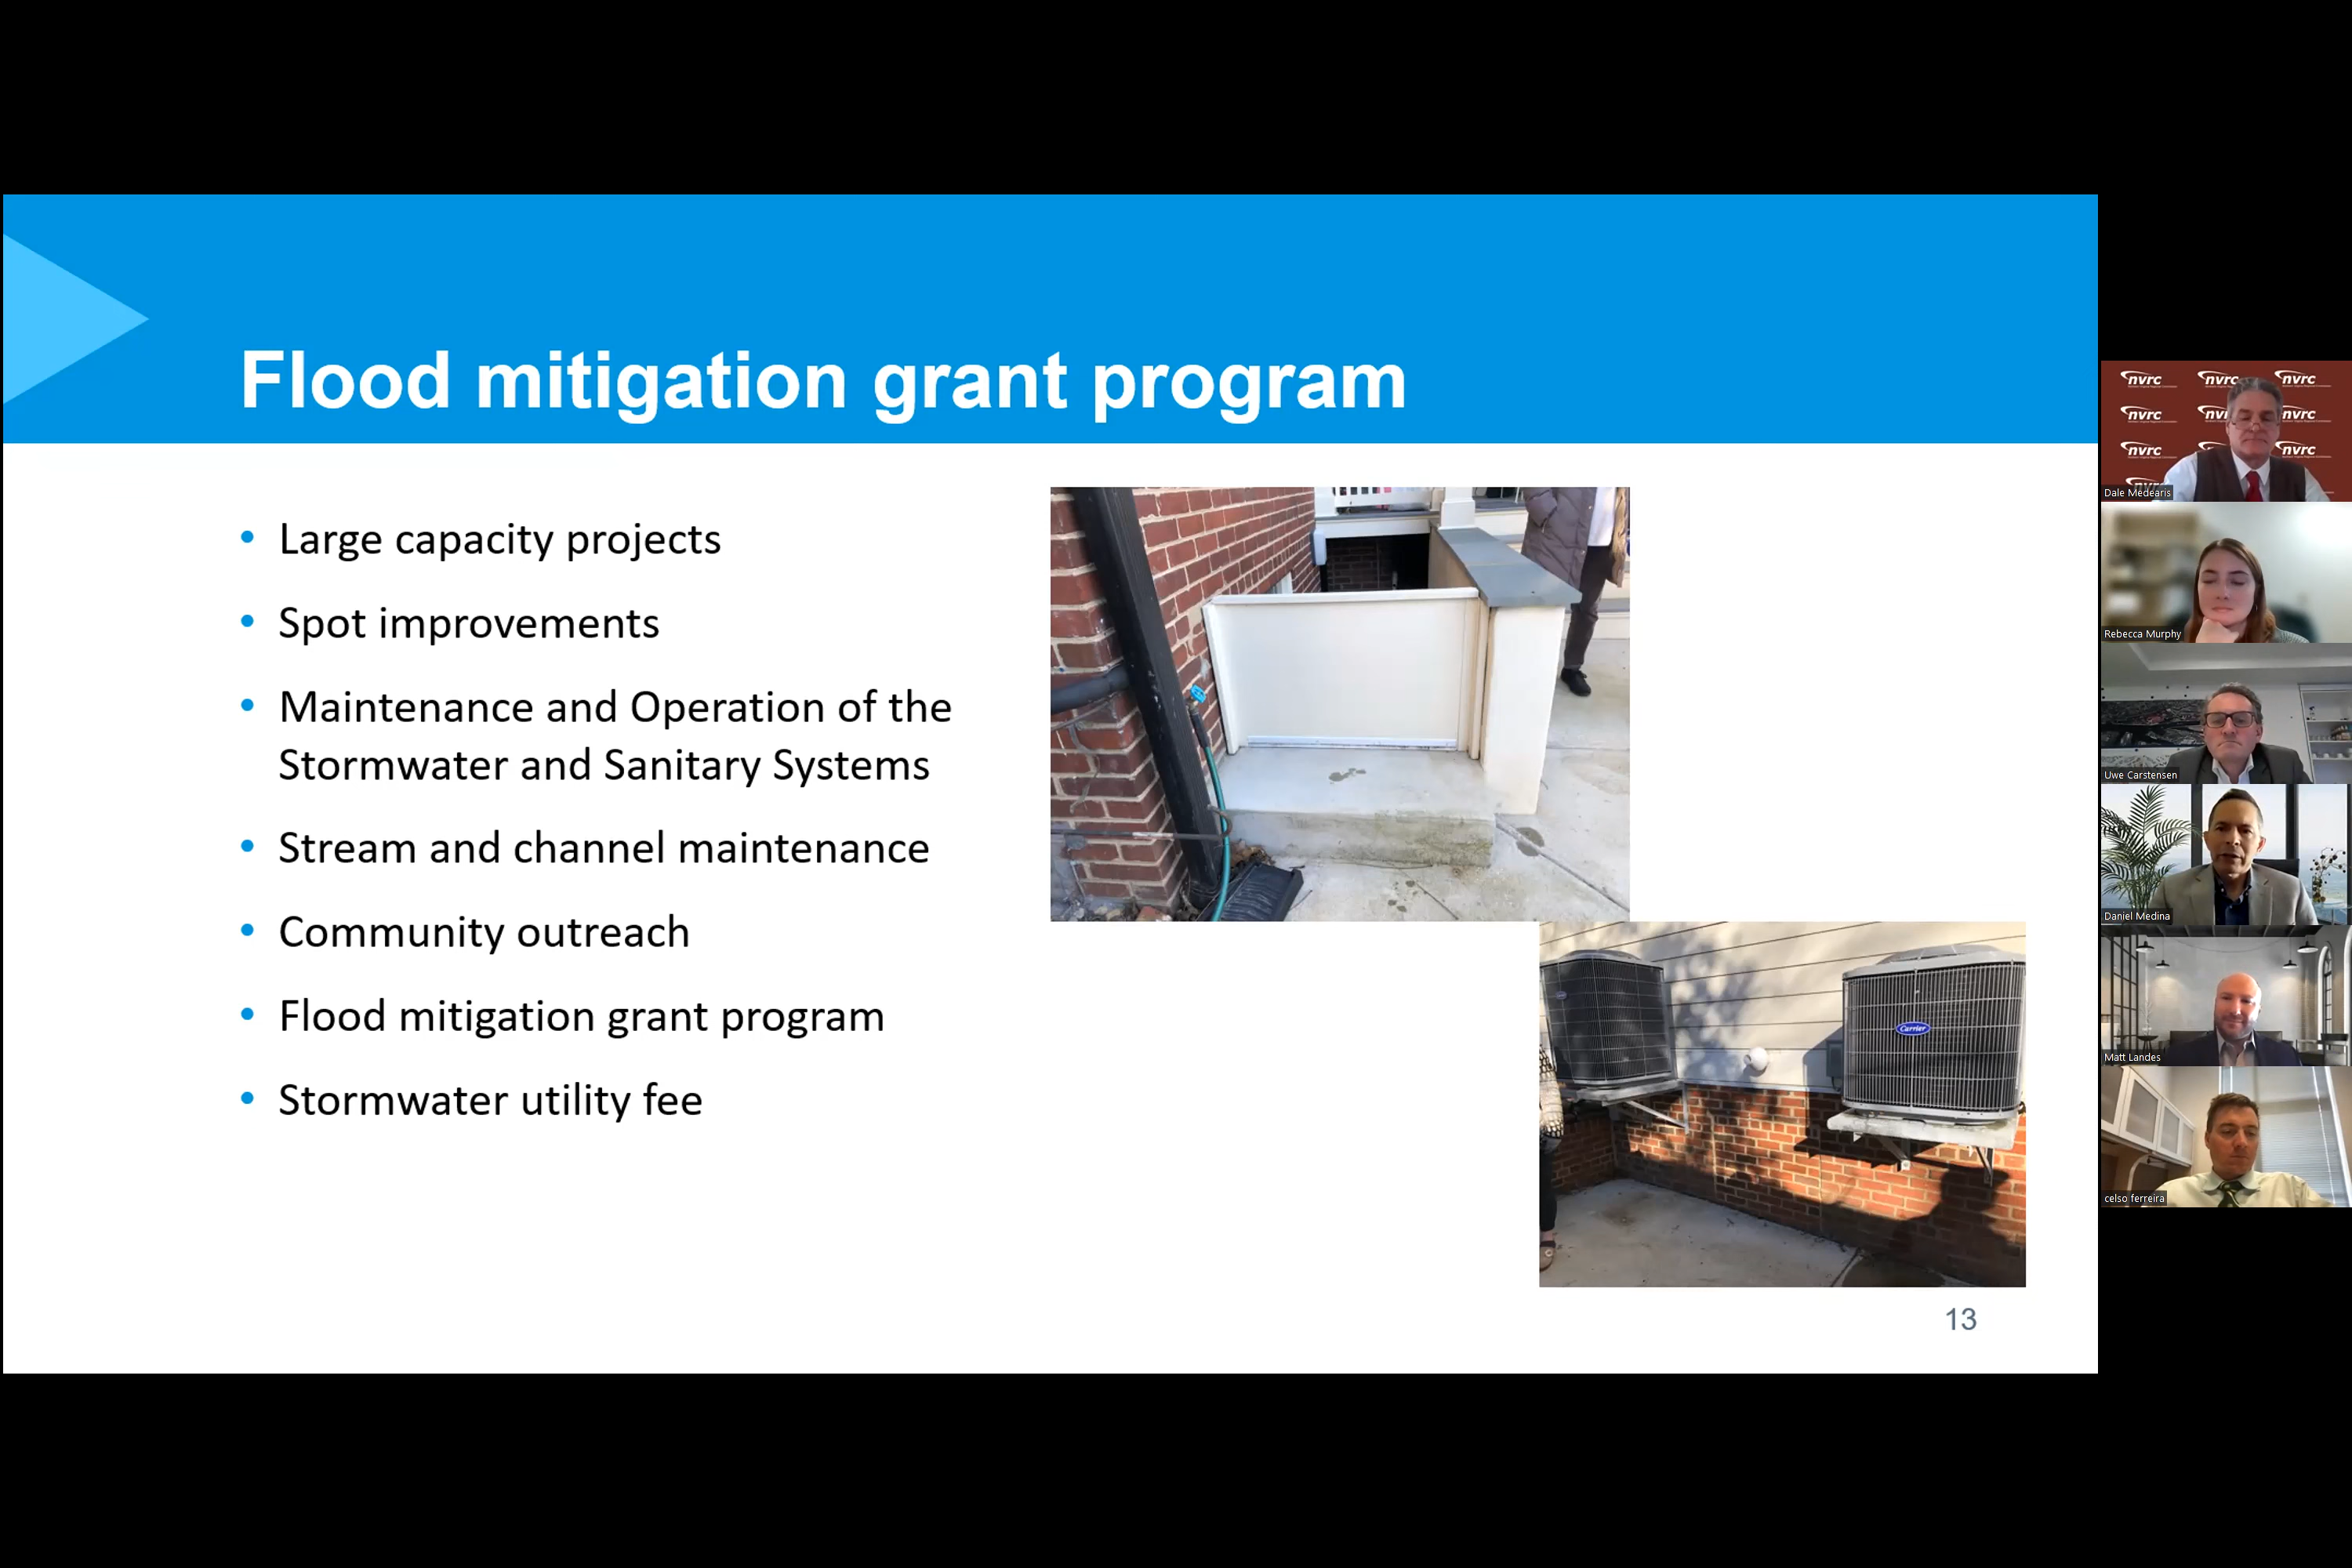 Flood mitigation grant program
Large capacity projects
Spot improvements
Maintenance and Operation of the
Stormwater and Sanitary Systems
Stream and channel maintenance
Community outreach
Flood mitigation grant program
Stormwater utility fee
Carrier
13
nvrc
nvrc
nvrc
nvrc
nvrc
nvrc
nvrc
Dale Medearis
Rebecca Murphy
Uwe Carstensen
Daniel Medina
Matt Landes
celso ferreira